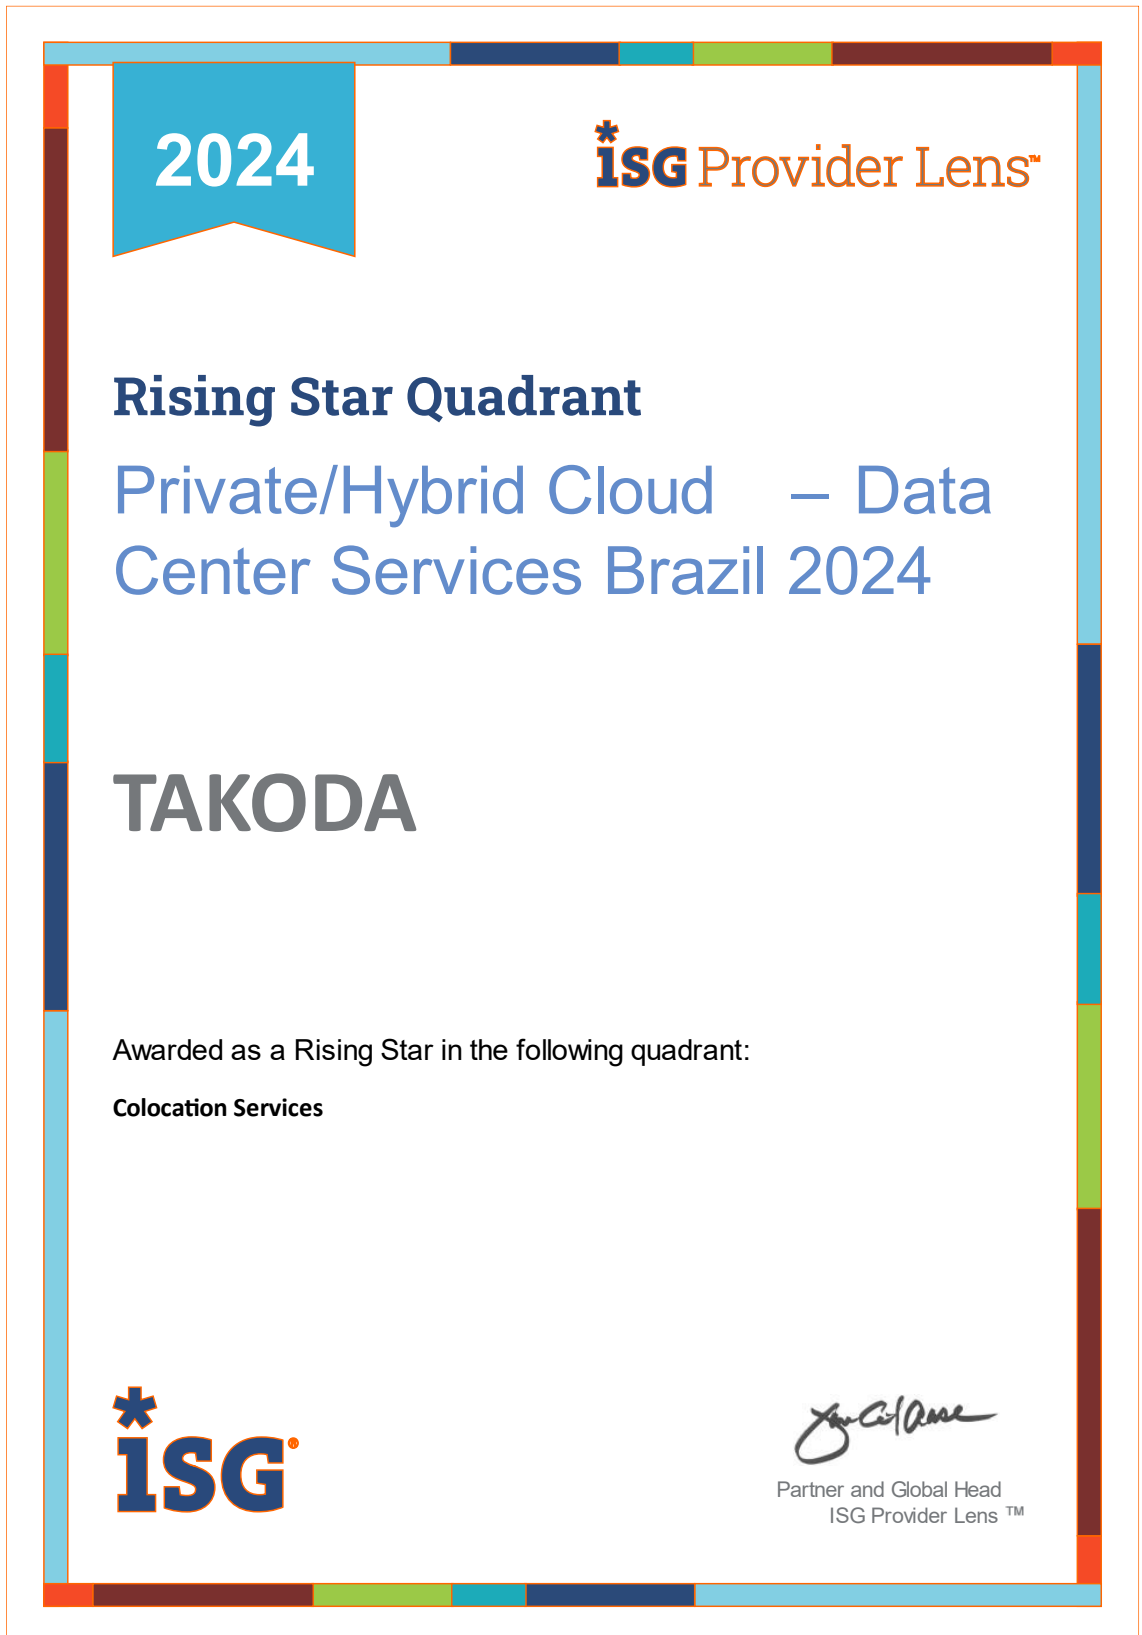 2024
ISG Provider Lens™
Rising Star Quadrant
Private/Hybrid Cloud – Data
Center Services Brazil 2024
TAKODA
Awarded as a Rising Star in the following quadrant:
Colocation Services
ISG®
Partner and Global Head
ISG Provider Lens ™